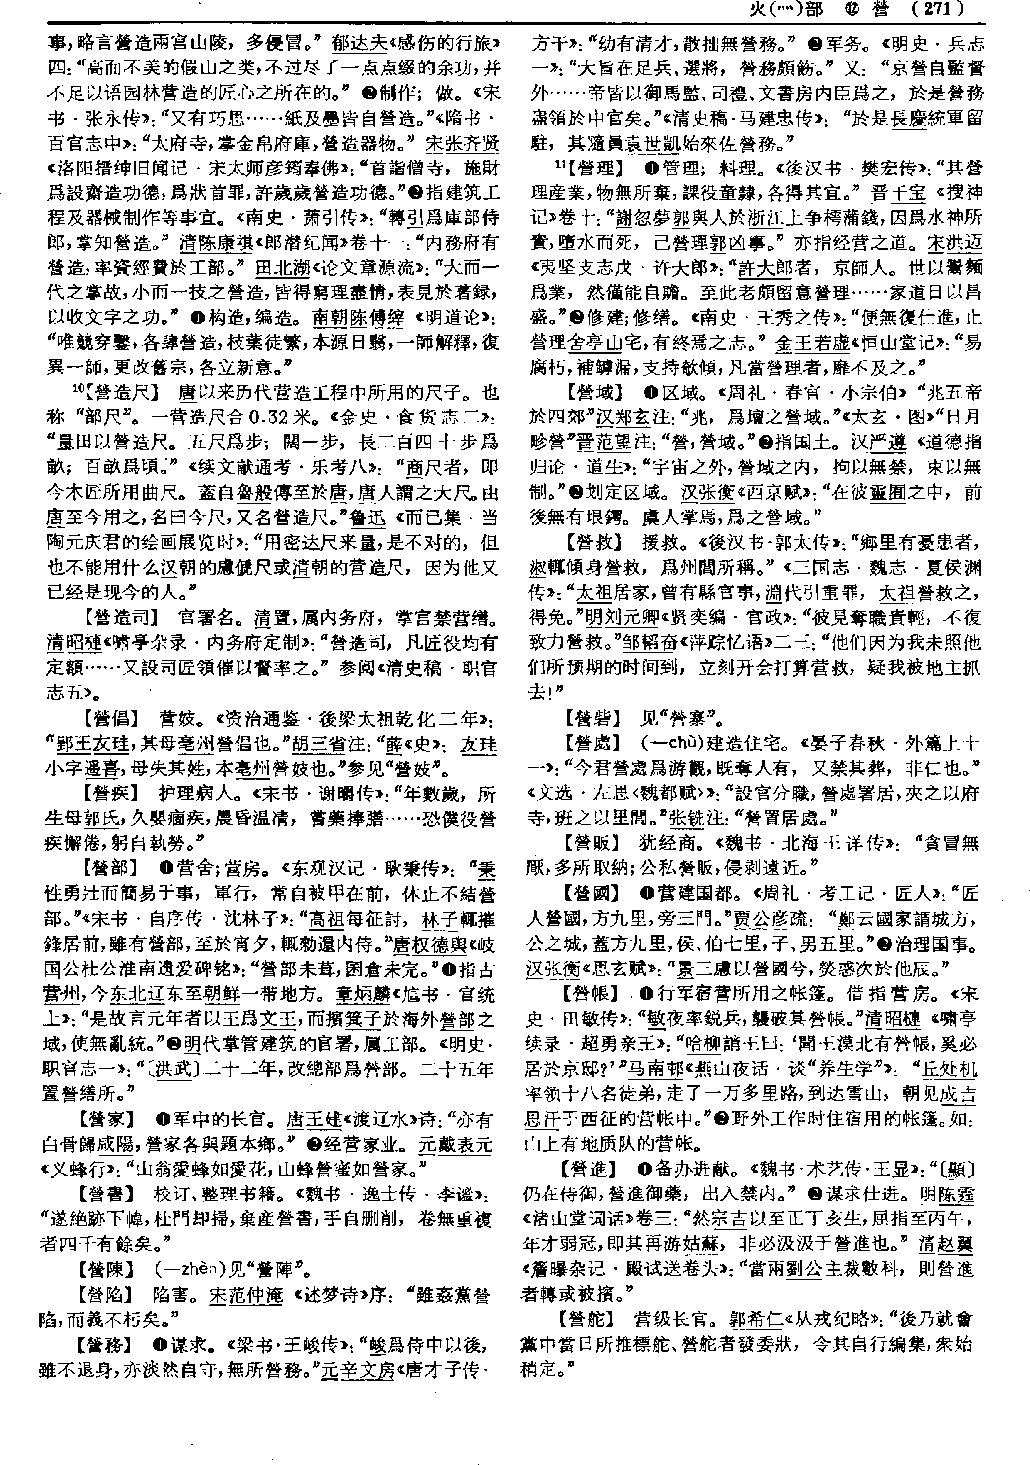 火(灬)部 ⑫ 營 (271)
事,略言營造兩宮山陵，多侵冒。”郁达夫《感伤的行旅》
四:“高而不美的假山之类,不过尽了一点点缀的余功,并
不足以语园林营造的匠心之所在的。”❷制作；做。《宋
书·张永传》:“又有巧思……紙及墨皆自營造。”《隋书·
百官志中》:“太府寺,掌金帛府庫,營造器物。”宋张齐贤
《洛阳搢绅旧闻记·宋太师彦筠奉佛》:“首詣僧寺，施財
爲設齋造功德,爲狀首罪,許歲歲營造功德。”❸指建筑工
程及器械制作等事宜。《南史·萧引传》:“轉引爲庫部侍
郎,掌知營造。”清陈康祺《郎潜纪闻》卷十一:“内務府有
營造,率資經費於工部。”田北湖《论文章源流》:“大而一
代之掌故,小而一技之營造,皆得窮理盡情,表見於著録,
以收文字之功。”❹构造,编造。南朝陈傅縡《明道论》:
“唯競穿鑿,各肆營造,枝葉徒繁,本源日翳,一師解釋,復
異一師,更改舊宗,各立新意。”
10【營造尺】 唐以来历代营造工程中所用的尺子。也
称“部尺”。一营造尺合0.32米。《金史·食货志二》:
“量田以營造尺。五尺爲步；闊一步，長二百四十步爲
畝；百畝爲頃。”《续文献通考·乐考八》:“商尺者，即
今木匠所用曲尺。蓋自魯般傳至於唐,唐人謂之大尺。由
唐至今用之,名曰今尺,又名營造尺。”鲁迅《而已集·当
陶元庆君的绘画展览时》:“用密达尺来量,是不对的，但
也不能用什么汉朝的慮傂尺或清朝的营造尺，因为他又
已经是现今的人。”
【營造司】 官署名。清置,属内务府，掌宫禁营缮。
清昭槤《啸亭杂录·内务府定制》:“營造司，凡匠役均有
定額……又設司匠領催以督率之。”参阅《清史稿·职官
志五》。
【營倡】 营妓。《资治通鉴·後梁太祖乾化二年》:
“郢王友珪,其母亳州營倡也。”胡三省注:“薛《史》：友珪
小字遥喜,母失其姓,本亳州營妓也。”参见“營妓”。
【營疾】 护理病人。《宋书·谢瞻传》:“年數歲，所
生母郭氏,久嬰痼疾,晨昏温清，嘗藥捧膳……恐僕役營
疾懈倦,躬自執勞。”
【營部】 ❶营舍;营房。《东观汉记·耿秉传》:“秉
性勇壯而簡易于事，軍行，常自被甲在前，休止不結營
部。”《宋书·自序传·沈林子》:“高祖每征討，林子輒摧
鋒居前,雖有營部,至於宵夕,輒勑還内侍。”唐权德舆《岐
国公杜公淮南遗爱碑铭》:“營部未葺,囷倉未完。”❷指古
营州,今东北辽东至朝鲜一带地方。章炳麟《訄书·官统
上》:“是故言元年者以王爲文王,而擯箕子於海外營部之
域,使無亂統。”❸明代掌管建筑的官署,属工部。《明史·
职官志一》:“〔洪武〕二十二年,改總部爲營部。二十五年
置營繕所。”
【營家】 ❶军中的长官。唐王建《渡辽水》诗:“亦有
白骨歸咸陽,營家各與題本鄉。”❷经营家业。元戴表元
《义蜂行》:“山翁愛蜂如愛花,山蜂營蜜如營家。”
【營書】 校订、整理书籍。《魏书·逸士传·李谧》:
“遂绝跡下幃,杜門却掃,棄産營書,手自删削，卷無重複
者四千有餘矣。”
【營陳】 (—zhèn)见“營陣”。
【營陷】 陷害。宋范仲淹《述梦诗》序:“雖姦黨營
陷,而義不朽矣。”
【營務】 ❶谋求。《梁书·王峻传》:“峻爲侍中以後,
雖不退身,亦淡然自守,無所營務。”元辛文房《唐才子传·
方干》:“幼有清才,散拙無營務。”❷军务。《明史·兵志
一》:“大旨在足兵、選將，營務頗飭。”又：“京營自監督
外……帝皆以御馬監、司禮、文書房内臣爲之，於是營務
盡領於中官矣。”《清史稿·马建忠传》:“於是長慶統軍留
駐，其随員袁世凱始來佐營務。”
11【營理】 ❶管理；料理。《後汉书·樊宏传》:“其營
理産業,物無所棄;課役童隸,各得其宜。”晋干宝《搜神
记》卷十:“謝忽夢郭與人於浙江上争樗蒲錢,因爲水神所
責,墮水而死，己營理郭凶事。”亦指经营之道。宋洪迈
《夷坚支志戊·许大郎》:“許大郎者，京師人。世以鬻麵
爲業，然僅能自贍。至此老頗留意營理……家道日以昌
盛。”❷修建;修缮。《南史·王秀之传》:“便無復仕進,止
營理舍亭山宅,有終焉之志。”金王若虚《恒山堂记》:“易
腐朽,補罅漏,支持欹傾,凡當營理者,靡不及之。”
【營域】 ❶区域。《周礼·春官·小宗伯》“兆五帝
於四郊”汉郑玄注:“兆，爲壇之營域。”《太玄·图》“日月
畛營”晋范望注:“營,營域。”❷指国土。汉严遵《道德指
归论·道生》:“宇宙之外,營域之内，拘以無禁，束以無
制。”❸划定区域。汉张衡《西京赋》:“在彼靈囿之中，前
後無有垠鍔。虞人掌焉,爲之營域。”
【營救】 援救。《後汉书·郭太传》:“鄉里有憂患者,
淑輒傾身營救，爲州閭所稱。”《三国志·魏志·夏侯渊
传》:“太祖居家,曾有縣官事,淵代引重罪，太祖營救之，
得免。”明刘元卿《贤奕编·官政》:“彼見奪職責輕，不復
致力營救。”邹韬奋《萍踪忆语》二三:“他们因为我未照他
们所预期的时间到，立刻开会打算营救，疑我被地主抓
去!”
【營砦】 见“營寨”。
【營處】 (—chù)建造住宅。《晏子春秋·外篇上十
一》:“今君營處爲游觀,既奪人有，又禁其葬，非仁也。”
《文选·左思〈魏都赋〉》:“設官分職,營處署居,夾之以府
寺,班之以里閭。”张铣注:“營置居處。”
【營販】 犹经商。《魏书·北海王详传》:“貪冒無
厭,多所取納;公私營販,侵剥遠近。”
【營國】 ❶营建国都。《周礼·考工记·匠人》:“匠
人營國,方九里,旁三門。”贾公彦疏:“鄭云國家謂城方,
公之城,蓋方九里,侯、伯七里,子、男五里。”❷治理国事。
汉张衡《思玄赋》:“景三慮以營國兮,熒惑次於他辰。”
【營帳】 ❶行军宿营所用之帐篷。借指营房。《宋
史·田敏传》:“敏夜率鋭兵,襲破其營帳。”清昭槤《啸亭
续录·超勇亲王》:“哈柳謂王曰:‘聞王漠北有營帳,奚必
居於京邸?’”马南邨《燕山夜话·谈“养生学”》:“丘处机
率领十八名徒弟,走了一万多里路,到达雪山，朝见成吉
思汗于西征的营帐中。”❷野外工作时住宿用的帐篷。如:
山上有地质队的营帐。
【營進】 ❶备办进献。《魏书·术艺传·王显》:“〔顯〕
仍在侍御,營進御藥，出入禁内。”❷谋求仕进。明陈霆
《渚山堂词话》卷三:“然宗吉以至正丁亥生,屈指至丙午,
年才弱冠,即其再游姑蘇，非必汲汲于營進也。”清赵翼
《簷曝杂记·殿试送卷头》:“當兩劉公主裁數科，則營進
者轉或被擯。”
【營舵】 营级长官。郭希仁《从戎纪略》:“後乃就會
黨中當日所推標舵、營舵者發委狀，令其自行編集,衆始
稍定。”